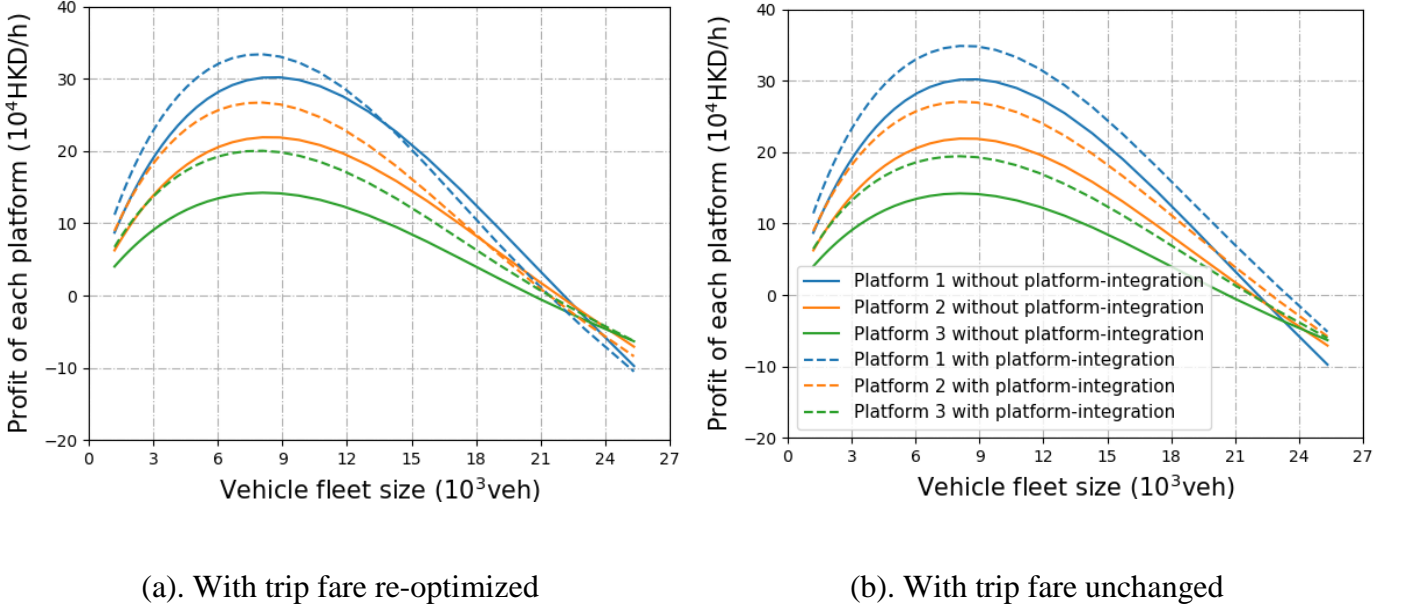 Profit of each platform (10⁴HKD/h)
40
30
20
10
0
−10
−20
0 3 6 9 12 15 18 21 24 27
Vehicle fleet size (10³veh)
(a). With trip fare re-optimized
Profit of each platform (10⁴HKD/h)
40
30
20
10
0
−10
−20
Platform 1 without platform-integration
Platform 2 without platform-integration
Platform 3 without platform-integration
Platform 1 with platform-integration
Platform 2 with platform-integration
Platform 3 with platform-integration
0 3 6 9 12 15 18 21 24 27
Vehicle fleet size (10³veh)
(b). With trip fare unchanged